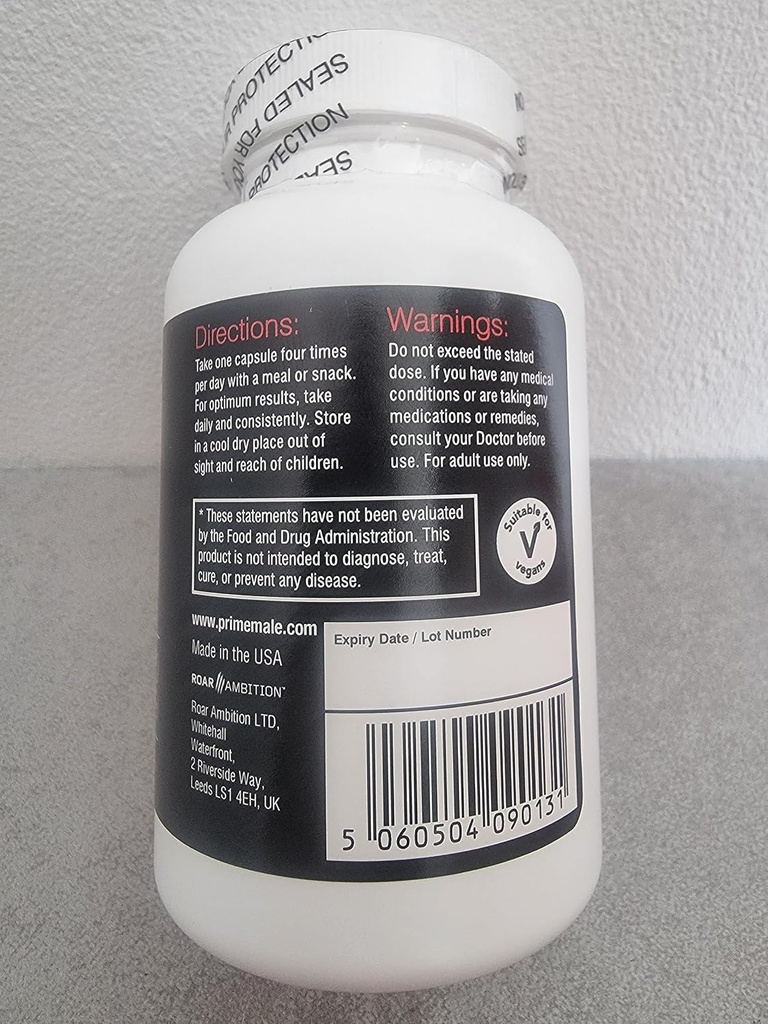 R PROTECTIO
SEALED FOR YOU
PROTECTION
Directions:
Take one capsule four times
per day with a meal or snack.
For optimum results, take
daily and consistently. Store
in a cool dry place out of
sight and reach of children.
Warnings:
Do not exceed the stated
dose. If you have any medical
conditions or are taking any
medications or remedies,
consult your Doctor before
use. For adult use only.
* These statements have not been evaluated
by the Food and Drug Administration. This
product is not intended to diagnose, treat,
cure, or prevent any disease.
Suitable for
V
vegans
www.primemale.com
Made in the USA
ROAR///AMBITION™
Roar Ambition LTD,
Whitehall
Waterfront,
2 Riverside Way,
Leeds LS1 4EH, UK
Expiry Date / Lot Number
5 060504 090131